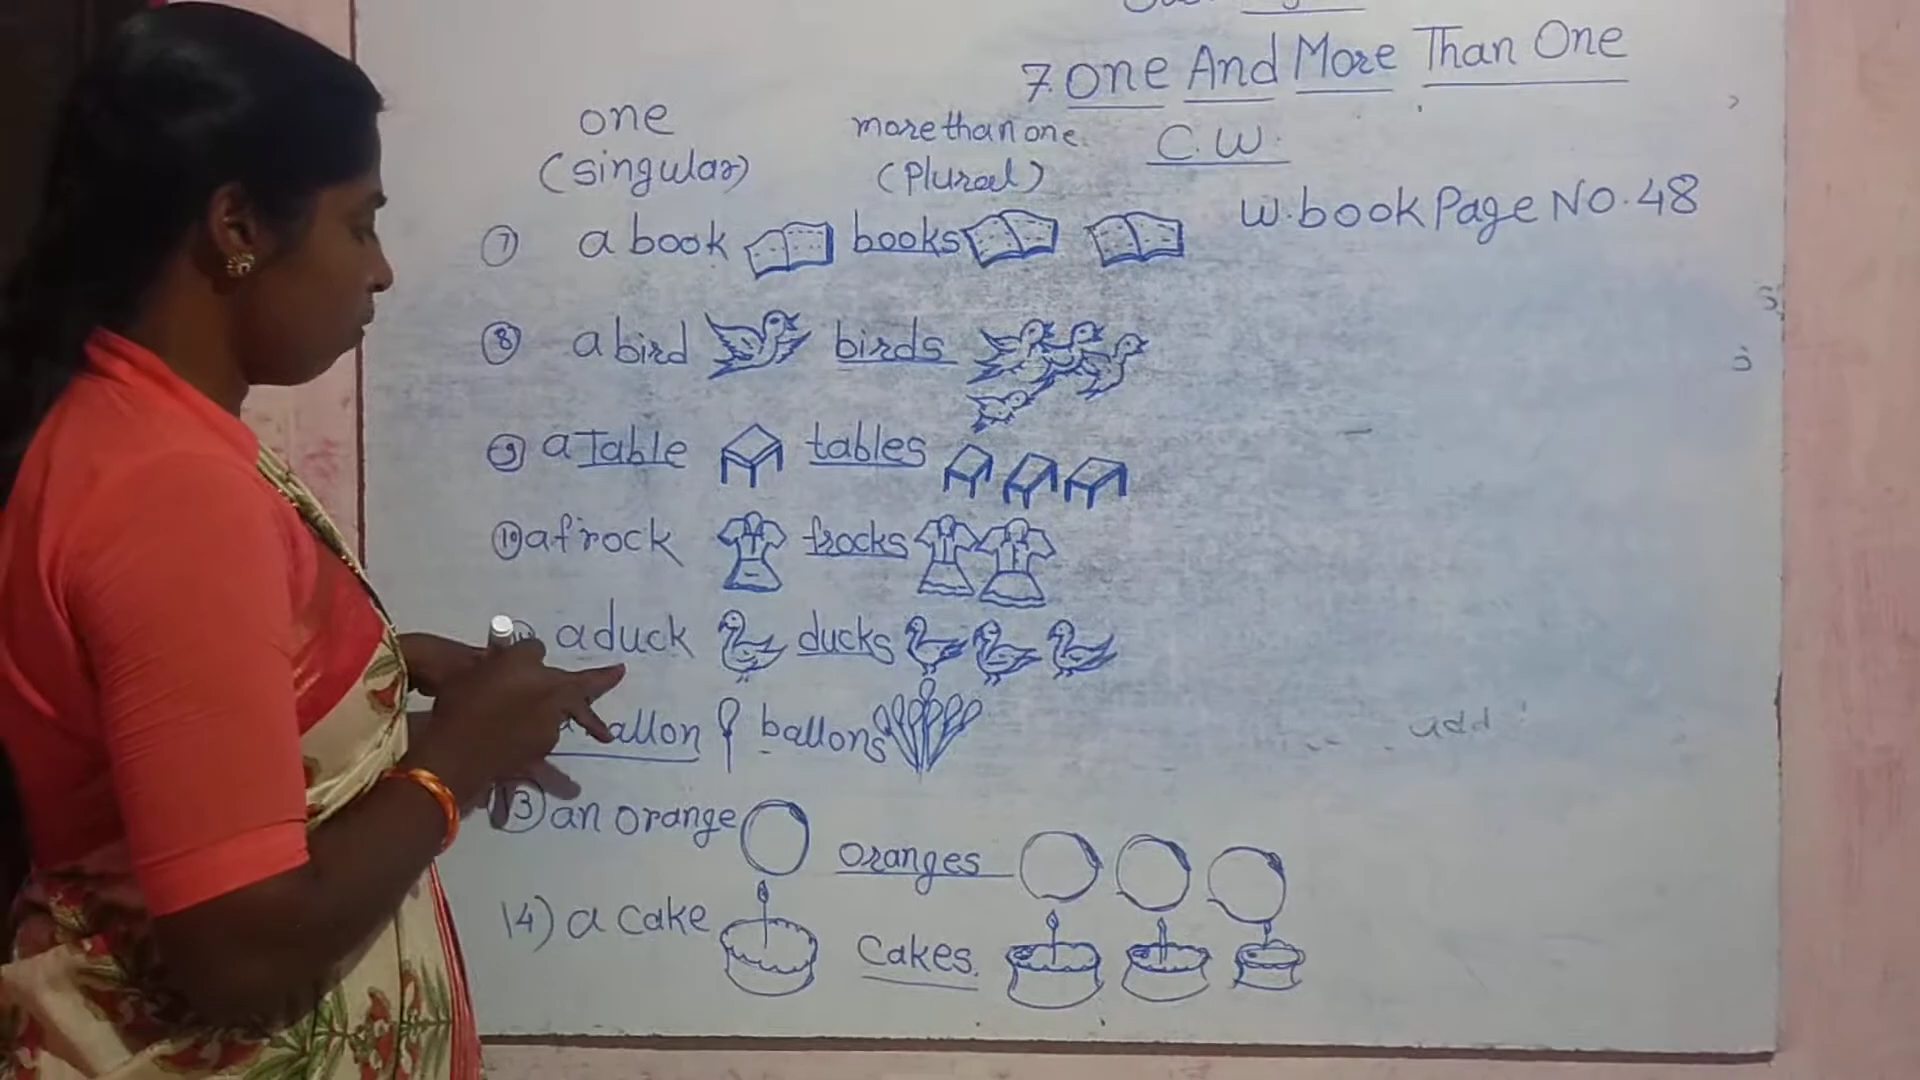 7. One And More Than One
one more than one
(singular) (Plural)
C.W.
W.book Page No.48
7 a book books
8 a bird birds
9 a Table tables
10 a frock frocks
a duck ducks
allon ballons
13 an orange
oranges
14) a cake
Cakes.
add